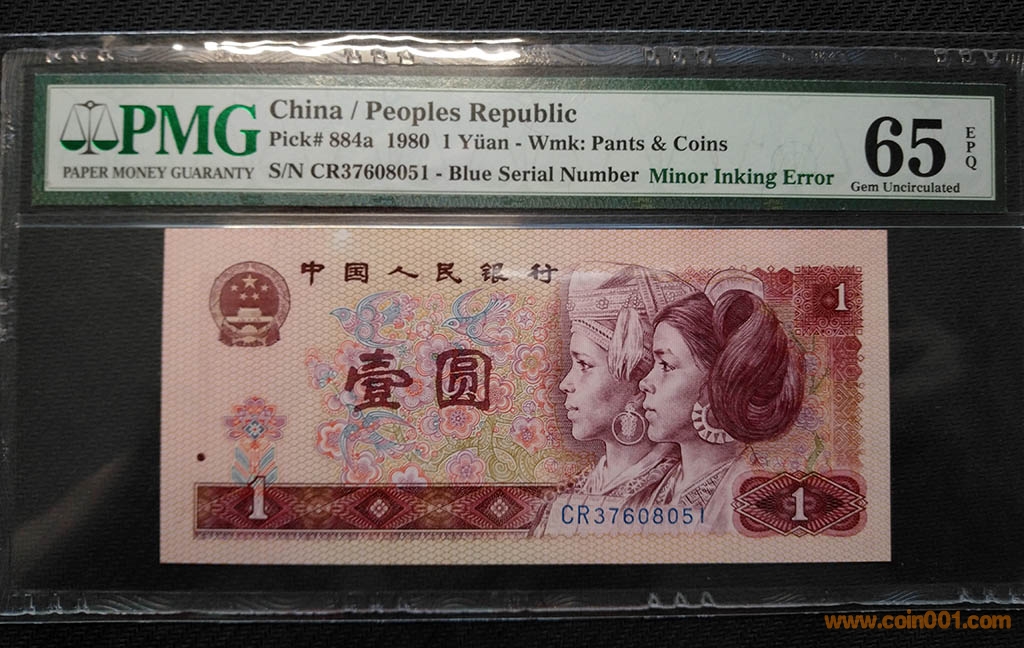 PMG
PAPER MONEY GUARANTY
China / Peoples Republic
Pick# 884a 1980 1 Yüan - Wmk: Pants & Coins
S/N CR37608051 - Blue Serial Number Minor Inking Error
65 EPQ
Gem Uncirculated
中国人民银行
1
壹圆
1
CR37608051
1
www.coin001.com